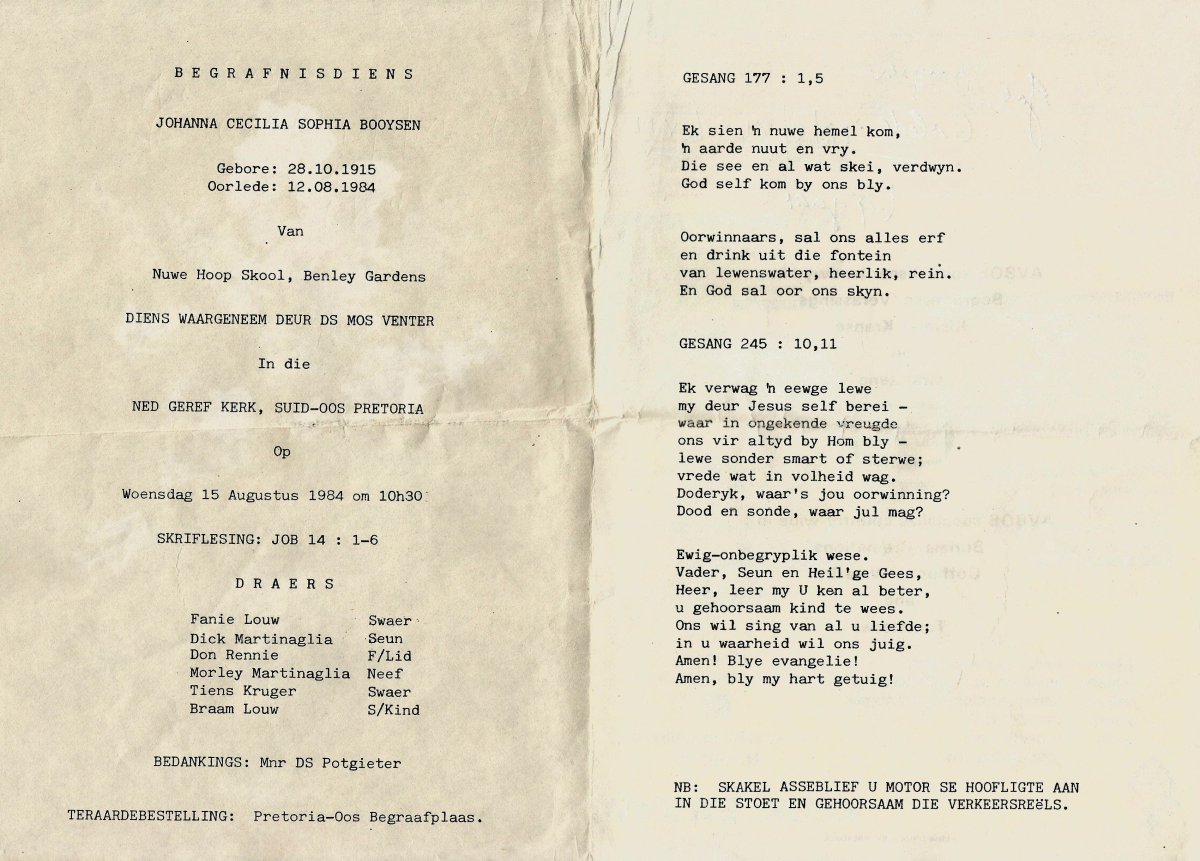 BEGRAFNISDIENS
JOHANNA CECILIA SOPHIA BOOYSEN
Gebore: 28.10.1915
Oorlede: 12.08.1984
Van
Nuwe Hoop Skool, Benley Gardens
DIENS WAARGENEEM DEUR DS MOS VENTER
In die
NED GEREF KERK, SUID-OOS PRETORIA
Op
Woensdag 15 Augustus 1984 om 10h30
SKRIFLESING: JOB 14 : 1-6
DRAERS
Fanie Louw Swaer
Dick Martinaglia Seun
Don Rennie F/Lid
Morley Martinaglia Neef
Tiens Kruger Swaer
Braam Louw S/Kind
BEDANKINGS: Mnr DS Potgieter
TERAARDEBESTELLING: Pretoria-Oos Begraafplaas.
GESANG 177 : 1,5
Ek sien 'n nuwe hemel kom,
'n aarde nuut en vry.
Die see en al wat skei, verdwyn.
God self kom by ons bly.
Oorwinnaars, sal ons alles erf
en drink uit die fontein
van lewenswater, heerlik, rein.
En God sal oor ons skyn.
GESANG 245 : 10,11
Ek verwag 'n eewge lewe
my deur Jesus self berei -
waar in ongekende vreugde
ons vir altyd by Hom bly -
lewe sonder smart of sterwe;
vrede wat in volheid wag.
Doderyk, waar's jou oorwinning?
Dood en sonde, waar jul mag?
Ewig-onbegryplik wese.
Vader, Seun en Heil'ge Gees,
Heer, leer my U ken al beter,
u gehoorsaam kind te wees.
Ons wil sing van al u liefde;
in u waarheid wil ons juig.
Amen! Blye evangelie!
Amen, bly my hart getuig!
NB: SKAKEL ASSEBLIEF U MOTOR SE HOOFLIGTE AAN
IN DIE STOET EN GEHOORSAAM DIE VERKEERSREËLS.